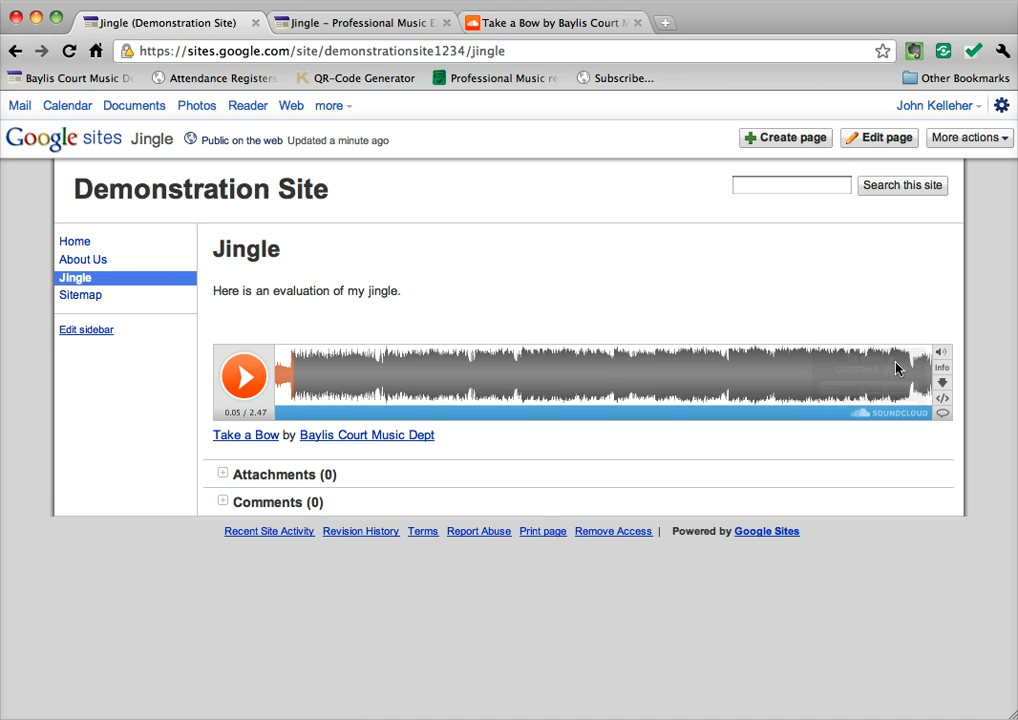 Jingle (Demonstration Site)
Jingle – Professional Music E
Take a Bow by Baylis Court M
https://sites.google.com/site/demonstrationsite1234/jingle
Baylis Court Music D
Attendance Registers
QR-Code Generator
Professional Music re
Subscribe...
Other Bookmarks
Mail Calendar Documents Photos Reader Web more
John Kelleher
Google sites Jingle Public on the web Updated a minute ago
Create page
Edit page
More actions
Demonstration Site
Search this site
Home
About Us
Jingle
Sitemap
Edit sidebar
Jingle
Here is an evaluation of my jingle.
Info
0.05 / 2.47
SOUNDCLOUD
Take a Bow by Baylis Court Music Dept
Attachments (0)
Comments (0)
Recent Site Activity Revision History Terms Report Abuse Print page Remove Access | Powered by Google Sites